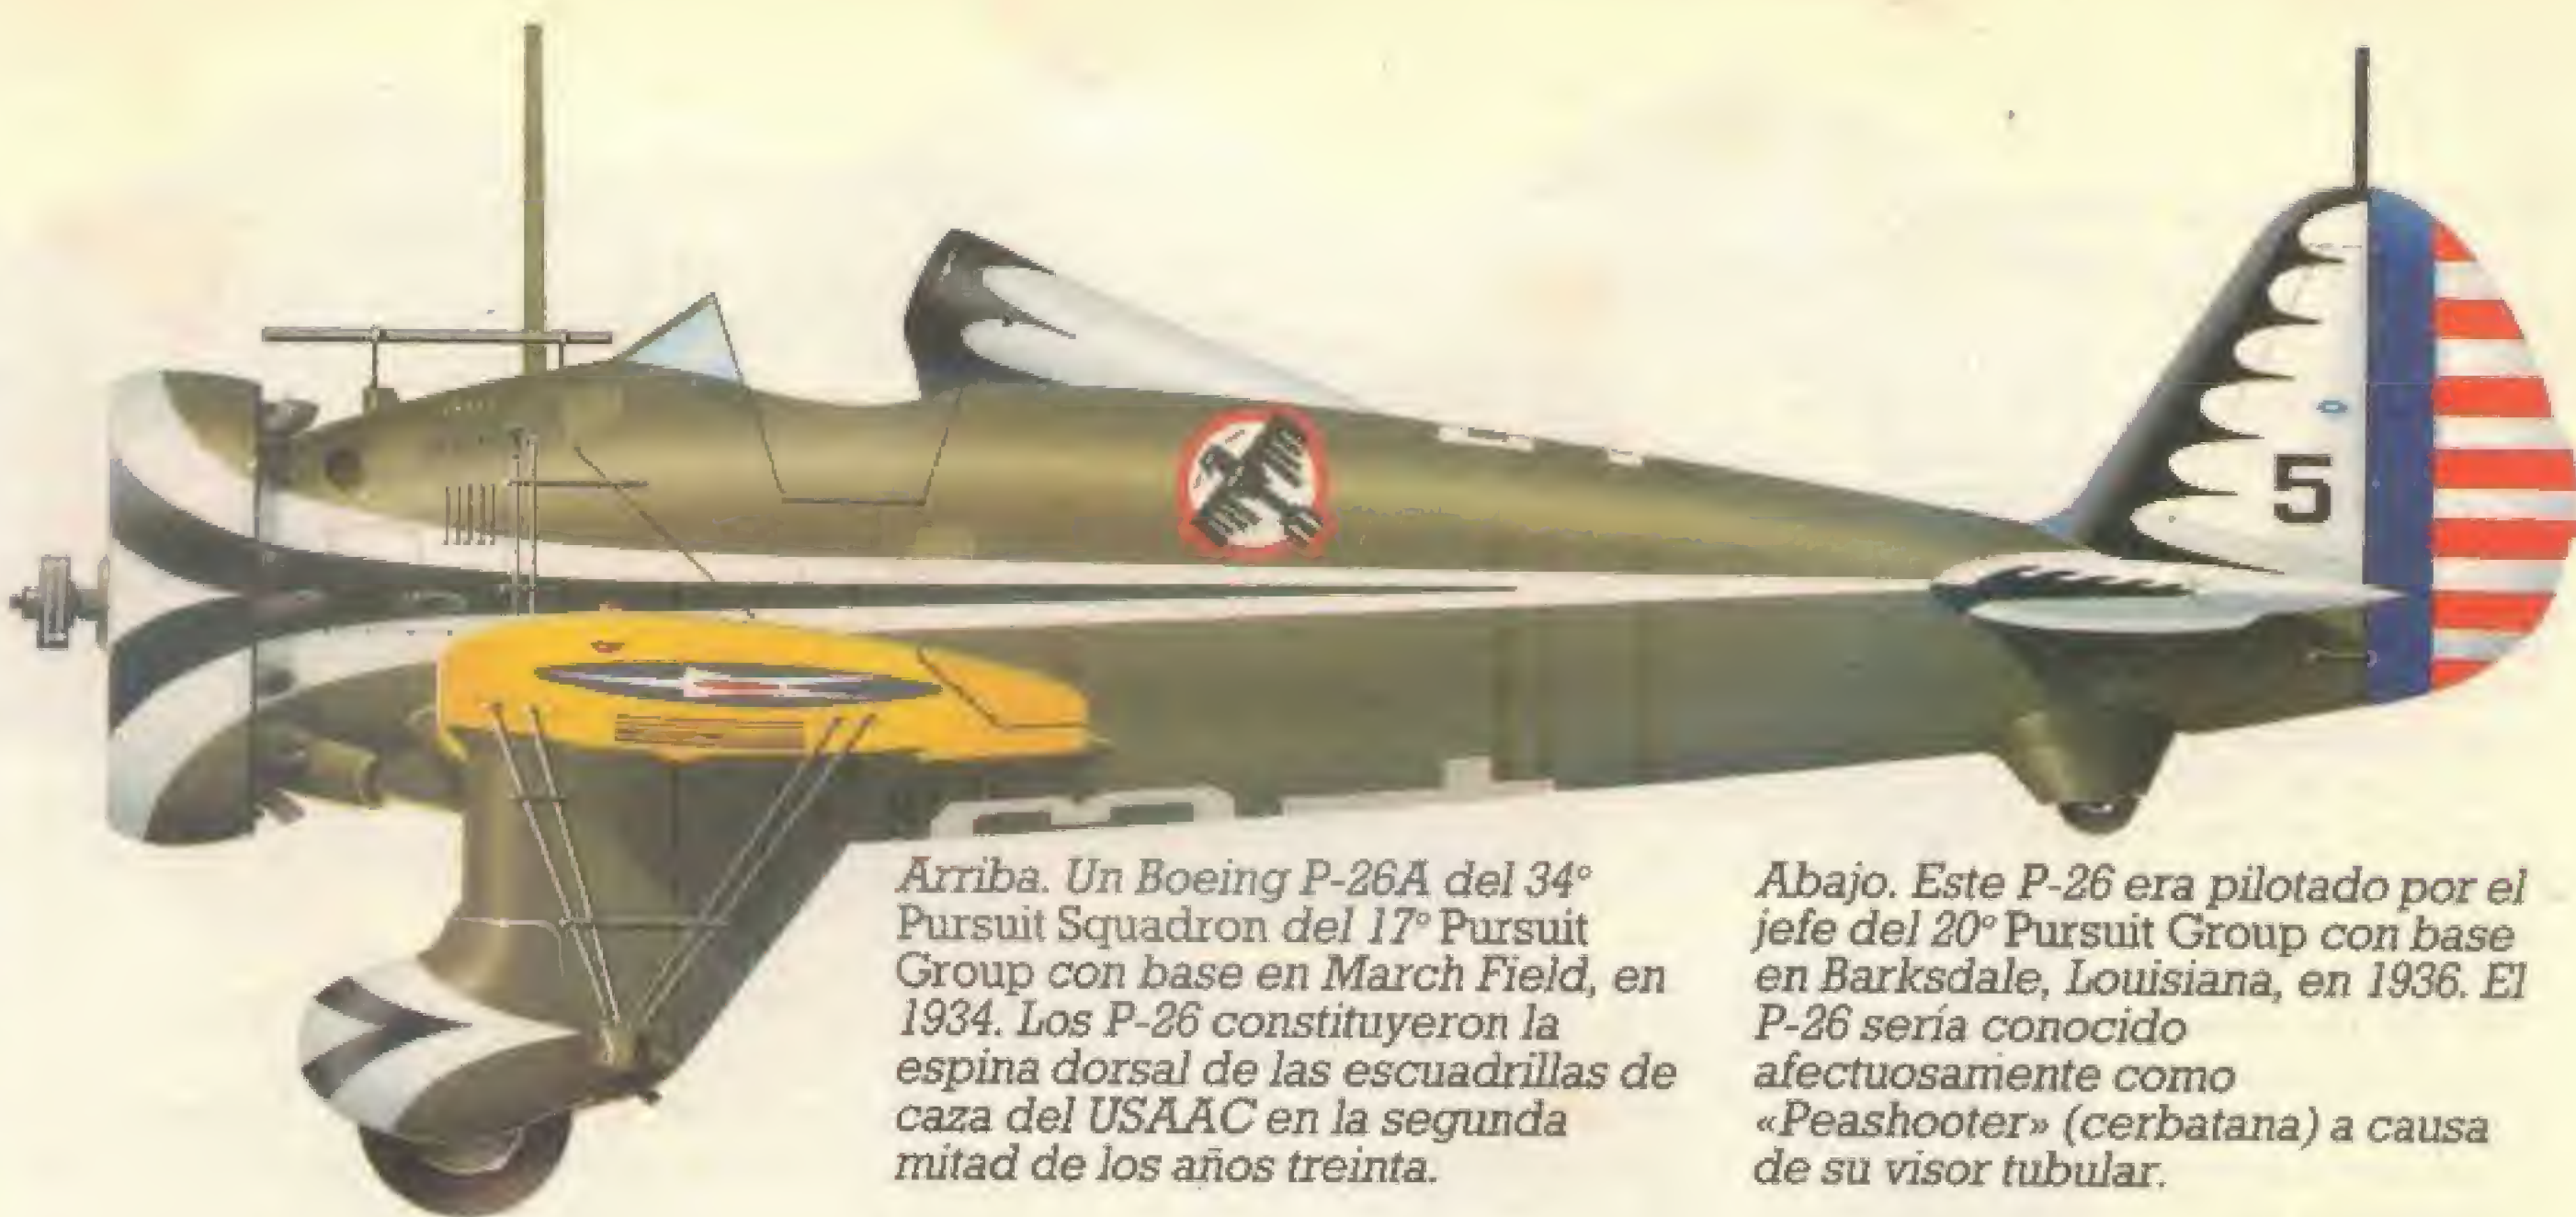 5
Arriba. Un Boeing P-26A del 34°
Pursuit Squadron del 17° Pursuit
Group con base en March Field, en
1934. Los P-26 constituyeron la
espina dorsal de las escuadrillas de
caza del USAAC en la segunda
mitad de los años treinta.
Abajo. Este P-26 era pilotado por el
jefe del 20° Pursuit Group con base
en Barksdale, Louisiana, en 1936. El
P-26 sería conocido
afectuosamente como
«Peashooter» (cerbatana) a causa
de su visor tubular.